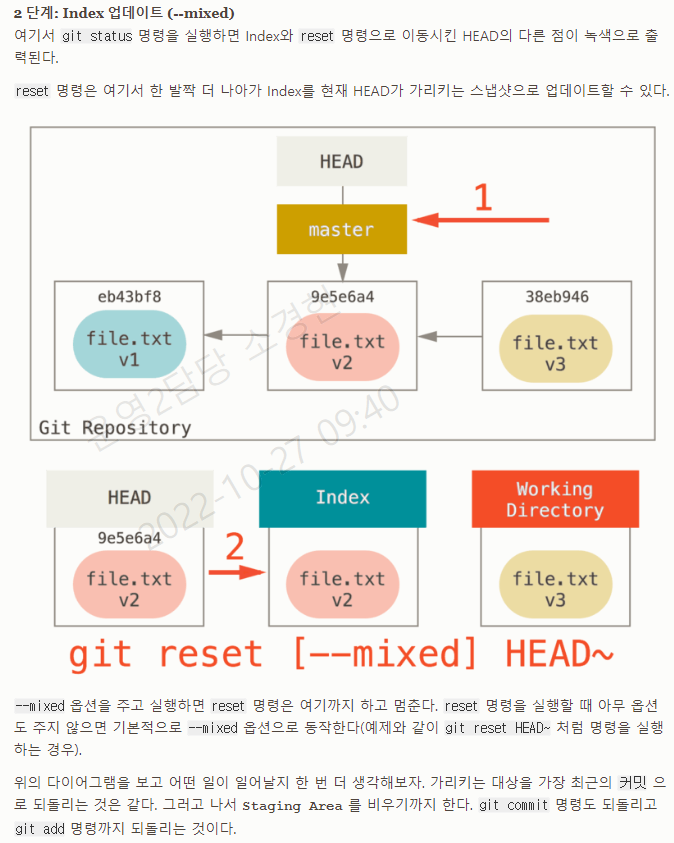 2 단계: Index 업데이트 (--mixed)
여기서 git status 명령을 실행하면 Index와 reset 명령으로 이동시킨 HEAD의 다른 점이 녹색으로 출
력된다.
reset 명령은 여기서 한 발짝 더 나아가 Index를 현재 HEAD가 가리키는 스냅샷으로 업데이트할 수 있다.
HEAD
1
master
eb43bf8
9e5e6a4
38eb946
file.txt
v1
file.txt
v2
file.txt
v3
Git Repository
운영2담당 소경한
2022-10-27 09:40
HEAD
Index
Working
Directory
9e5e6a4
2
file.txt
v2
file.txt
v2
file.txt
v3
git reset [--mixed] HEAD~
--mixed 옵션을 주고 실행하면 reset 명령은 여기까지 하고 멈춘다. reset 명령을 실행할 때 아무 옵션
도 주지 않으면 기본적으로 --mixed 옵션으로 동작한다(예제와 같이 git reset HEAD~ 처럼 명령을 실행
하는 경우).
위의 다이어그램을 보고 어떤 일이 일어날지 한 번 더 생각해보자. 가리키는 대상을 가장 최근의 커밋 으
로 되돌리는 것은 같다. 그러고 나서 Staging Area 를 비우기까지 한다. git commit 명령도 되돌리고
git add 명령까지 되돌리는 것이다.